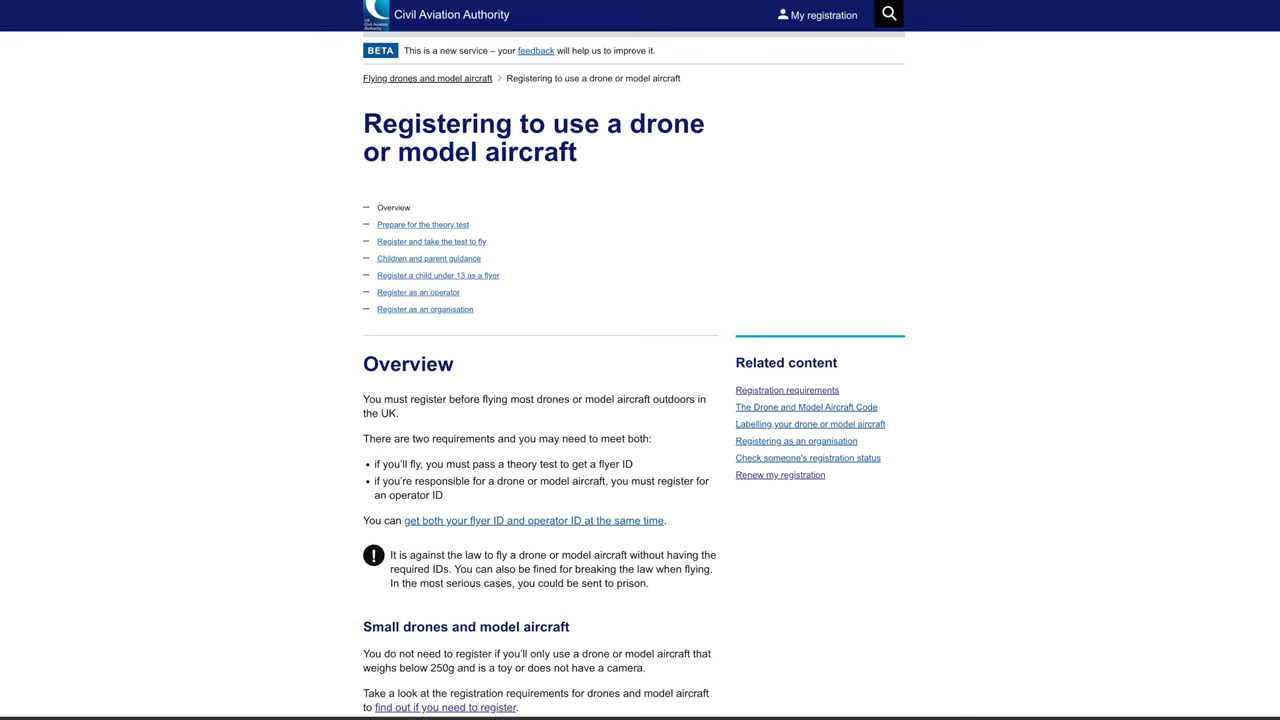 UK
Civil Aviation
Authority
Civil Aviation Authority
My registration
BETA This is a new service – your feedback will help us to improve it.
Flying drones and model aircraft > Registering to use a drone or model aircraft
Registering to use a drone
or model aircraft
– Overview
– Prepare for the theory test
– Register and take the test to fly
– Children and parent guidance
– Register a child under 13 as a flyer
– Register as an operator
– Register as an organisation
Overview
You must register before flying most drones or model aircraft outdoors in
the UK.
There are two requirements and you may need to meet both:
• if you’ll fly, you must pass a theory test to get a flyer ID
• if you’re responsible for a drone or model aircraft, you must register for
an operator ID
You can get both your flyer ID and operator ID at the same time.
! It is against the law to fly a drone or model aircraft without having the
required IDs. You can also be fined for breaking the law when flying.
In the most serious cases, you could be sent to prison.
Small drones and model aircraft
You do not need to register if you’ll only use a drone or model aircraft that
weighs below 250g and is a toy or does not have a camera.
Take a look at the registration requirements for drones and model aircraft
to find out if you need to register.
Related content
Registration requirements
The Drone and Model Aircraft Code
Labelling your drone or model aircraft
Registering as an organisation
Check someone's registration status
Renew my registration